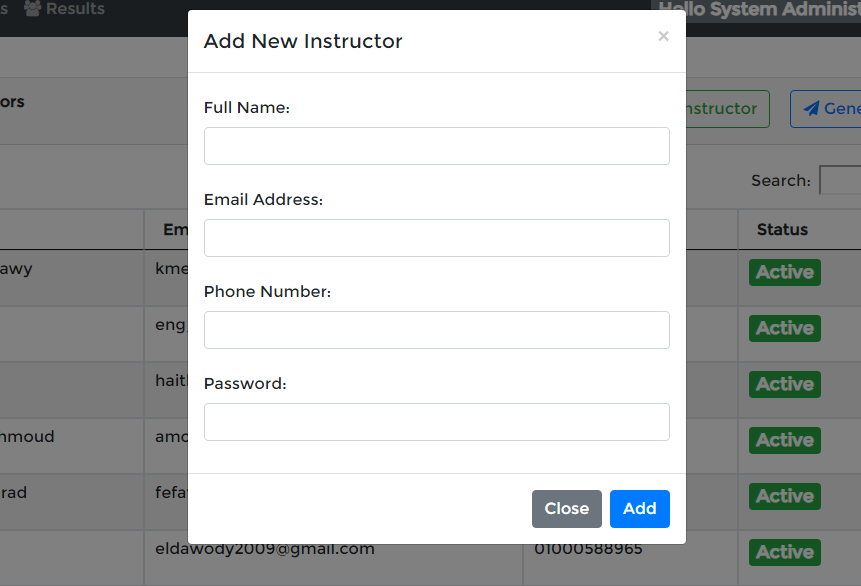 s Results
Hello System Administ
Add New Instructor
×
ors
nstructor
Gene
Full Name:
Search:
Email Address:
Em
Status
awy
kme
Active
Phone Number:
eng
Active
haitl
Active
Password:
hmoud
amo
Active
rad
fefa
Active
Close
Add
eldawody2009@gmail.com
01000588965
Active